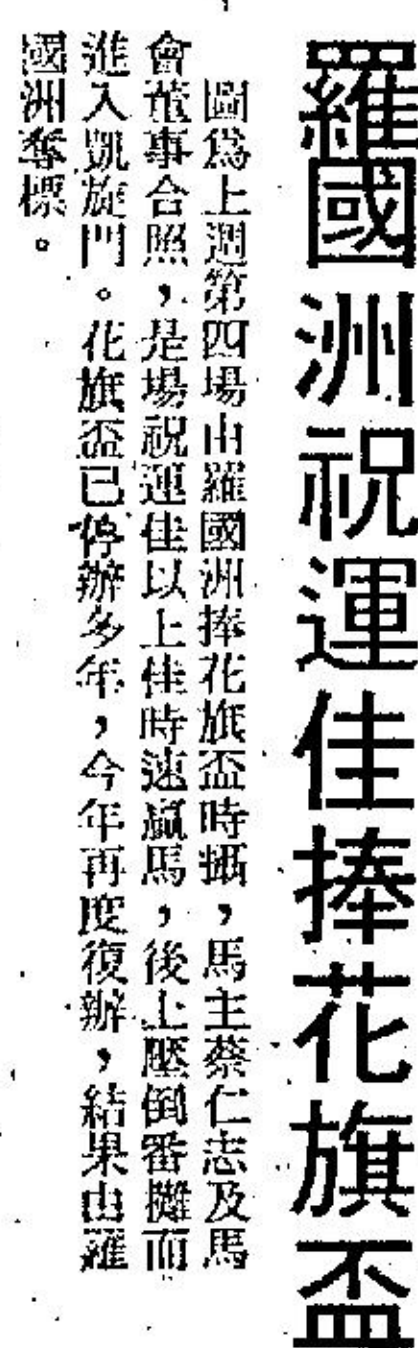 羅國洲祝運佳捧花旗盃
圖爲上週第四場由羅國洲捧花旗盃時攝，馬主蔡仁志及馬
會董事合照，是場祝運佳以上佳時速贏馬，後上壓倒番攤而
進入凱旋門。花旗盃已停辦多年，今年再度復辦，結果由羅
國洲奪標。